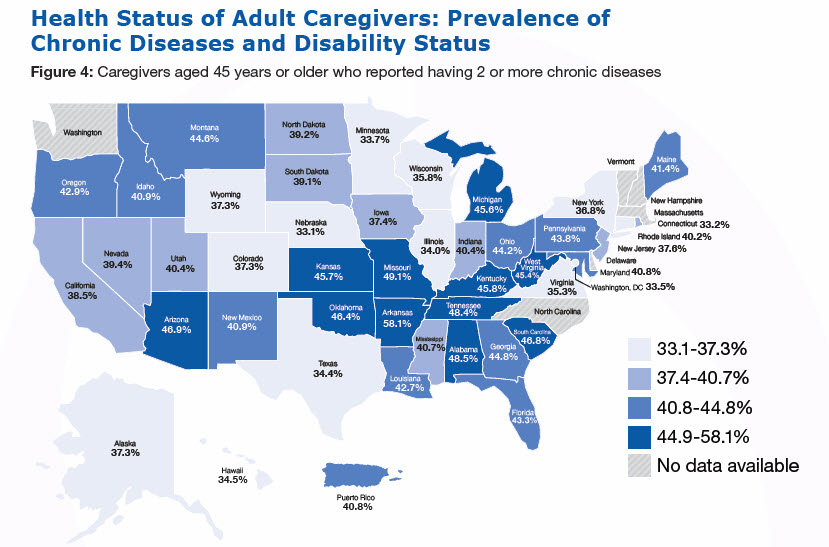 Health Status of Adult Caregivers: Prevalence of
Chronic Diseases and Disability Status
Figure 4: Caregivers aged 45 years or older who reported having 2 or more chronic diseases
Washington
Montana
44.6%
North Dakota
39.2%
Minnesota
33.7%
Oregon
42.9%
Idaho
40.9%
Wyoming
37.3%
South Dakota
39.1%
Wisconsin
35.8%
Michigan
45.6%
Vermont
Maine
41.4%
New York
36.8%
New Hampshire
Massachusetts
Connecticut 33.2%
Rhode Island 40.2%
New Jersey 37.6%
Delaware
Maryland 40.8%
Washington, DC 33.5%
Nevada
39.4%
Utah
40.4%
Colorado
37.3%
Nebraska
33.1%
Iowa
37.4%
Illinois
34.0%
Indiana
40.4%
Ohio
44.2%
Pennsylvania
43.8%
California
38.5%
Kansas
45.7%
Missouri
49.1%
Kentucky
45.8%
West
Virginia
45.4%
Virginia
35.3%
Arizona
46.9%
New Mexico
40.9%
Oklahoma
46.4%
Arkansas
58.1%
Tennessee
48.4%
North Carolina
South Carolina
46.8%
Texas
34.4%
Louisiana
42.7%
Mississippi
40.7%
Alabama
48.5%
Georgia
44.8%
Florida
43.3%
Alaska
37.3%
Hawaii
34.5%
Puerto Rico
40.8%
33.1-37.3%
37.4-40.7%
40.8-44.8%
44.9-58.1%
No data available